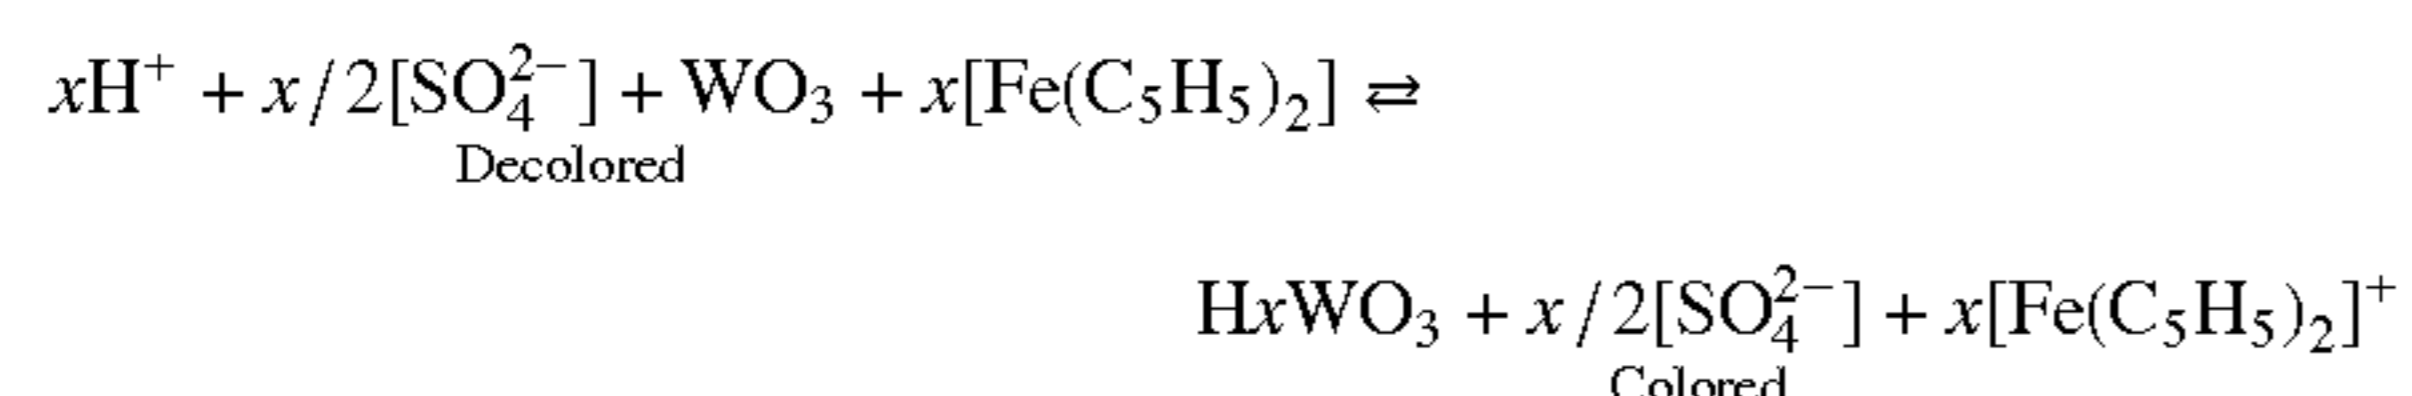 xH⁺ + x/2[SO₄²⁻] + WO₃ + x[Fe(C₅H₅)₂] ⇄
Decolored
HxWO₃ + x/2[SO₄²⁻] + x[Fe(C₅H₅)₂]⁺
Colored